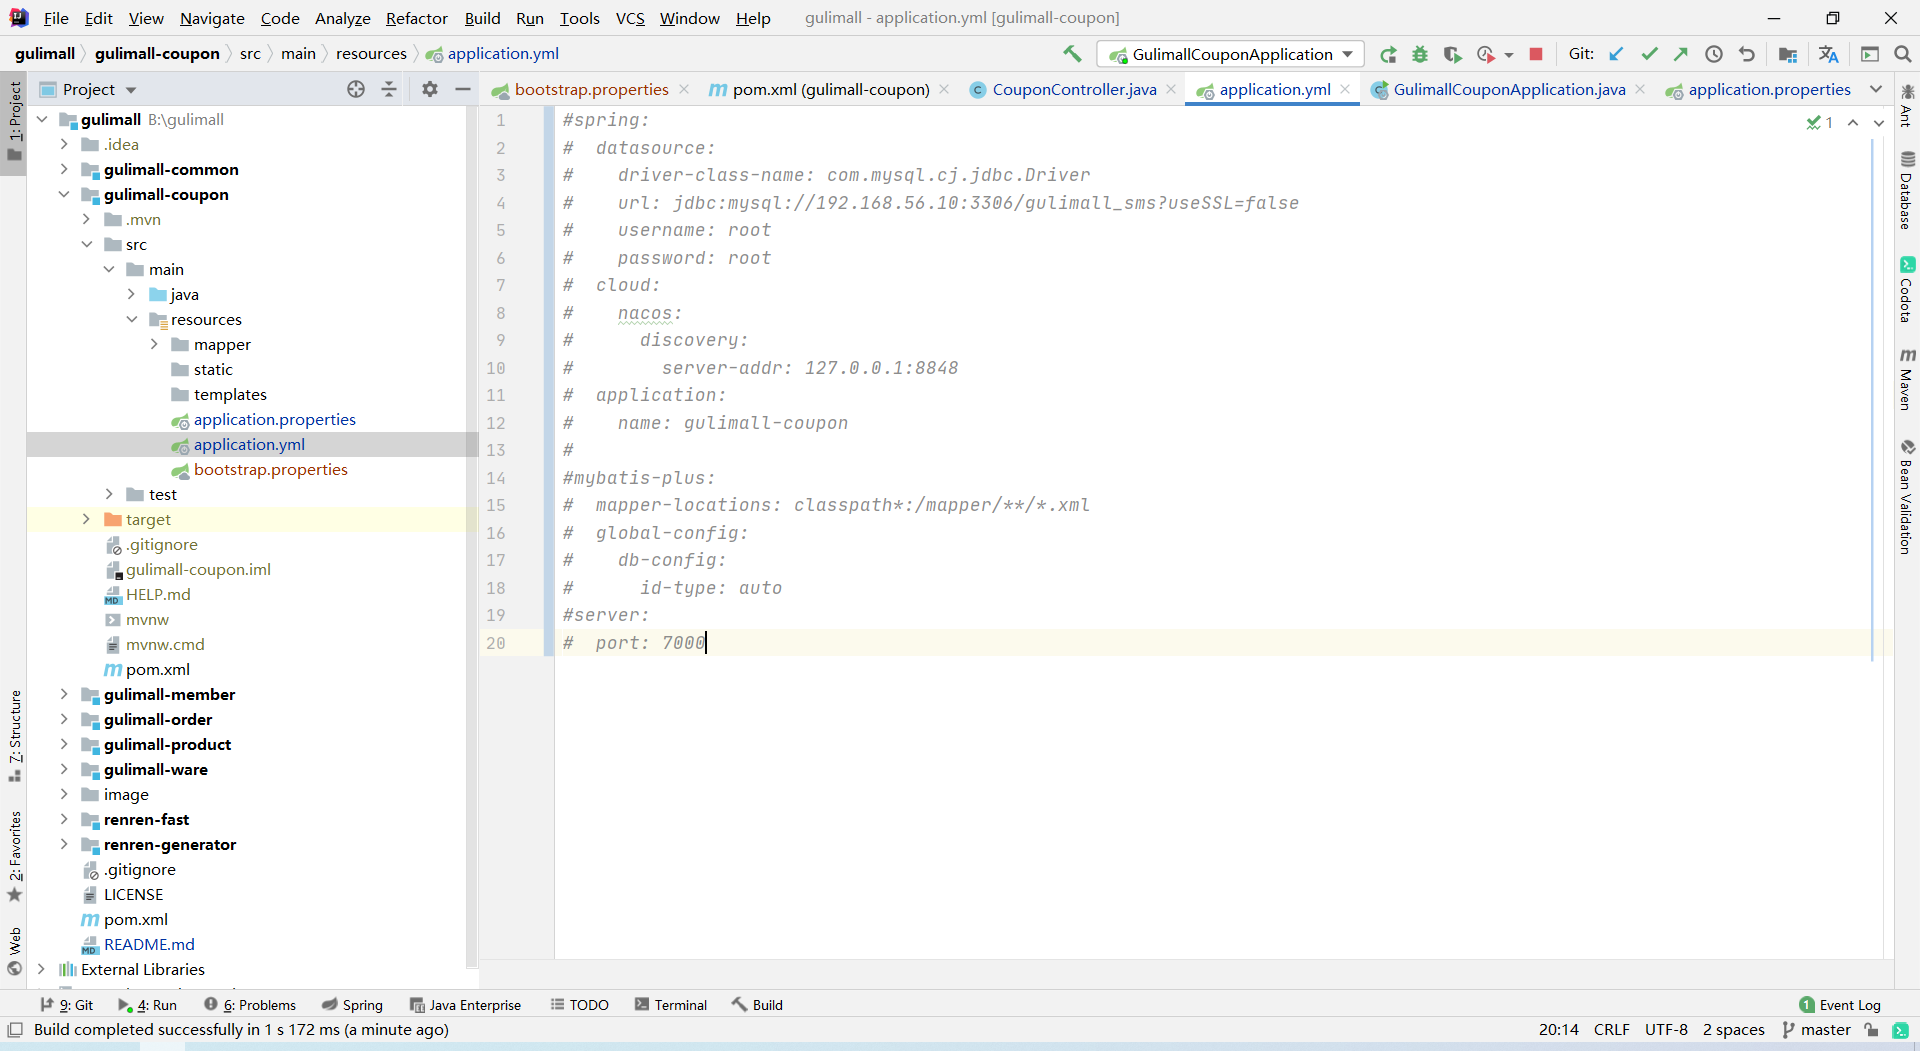 File Edit View Navigate Code Analyze Refactor Build Run Tools VCS Window Help gulimall - application.yml [gulimall-coupon]
gulimall gulimall-coupon src main resources application.yml GulimallCouponApplication Git:
Project bootstrap.properties pom.xml (gulimall-coupon) CouponController.java application.yml GulimallCouponApplication.java application.properties
1: Project
7: Structure
2: Favorites
Web
gulimall B:\gulimall
.idea
gulimall-common
gulimall-coupon
.mvn
src
main
java
resources
mapper
static
templates
application.properties
application.yml
bootstrap.properties
test
target
.gitignore
gulimall-coupon.iml
HELP.md
mvnw
mvnw.cmd
pom.xml
gulimall-member
gulimall-order
gulimall-product
gulimall-ware
image
renren-fast
renren-generator
.gitignore
LICENSE
pom.xml
README.md
External Libraries
1 #spring:
2 #  datasource:
3 #    driver-class-name: com.mysql.cj.jdbc.Driver
4 #    url: jdbc:mysql://192.168.56.10:3306/gulimall_sms?useSSL=false
5 #    username: root
6 #    password: root
7 #  cloud:
8 #    nacos:
9 #      discovery:
10 #        server-addr: 127.0.0.1:8848
11 #  application:
12 #    name: gulimall-coupon
13 #
14 #mybatis-plus:
15 #  mapper-locations: classpath*:/mapper/**/*.xml
16 #  global-config:
17 #    db-config:
18 #      id-type: auto
19 #server:
20 #  port: 7000
1
Ant
Database
Codota
Maven
Bean Validation
9: Git 4: Run 6: Problems Spring Java Enterprise TODO Terminal Build 1 Event Log
Build completed successfully in 1 s 172 ms (a minute ago) 20:14 CRLF UTF-8 2 spaces master